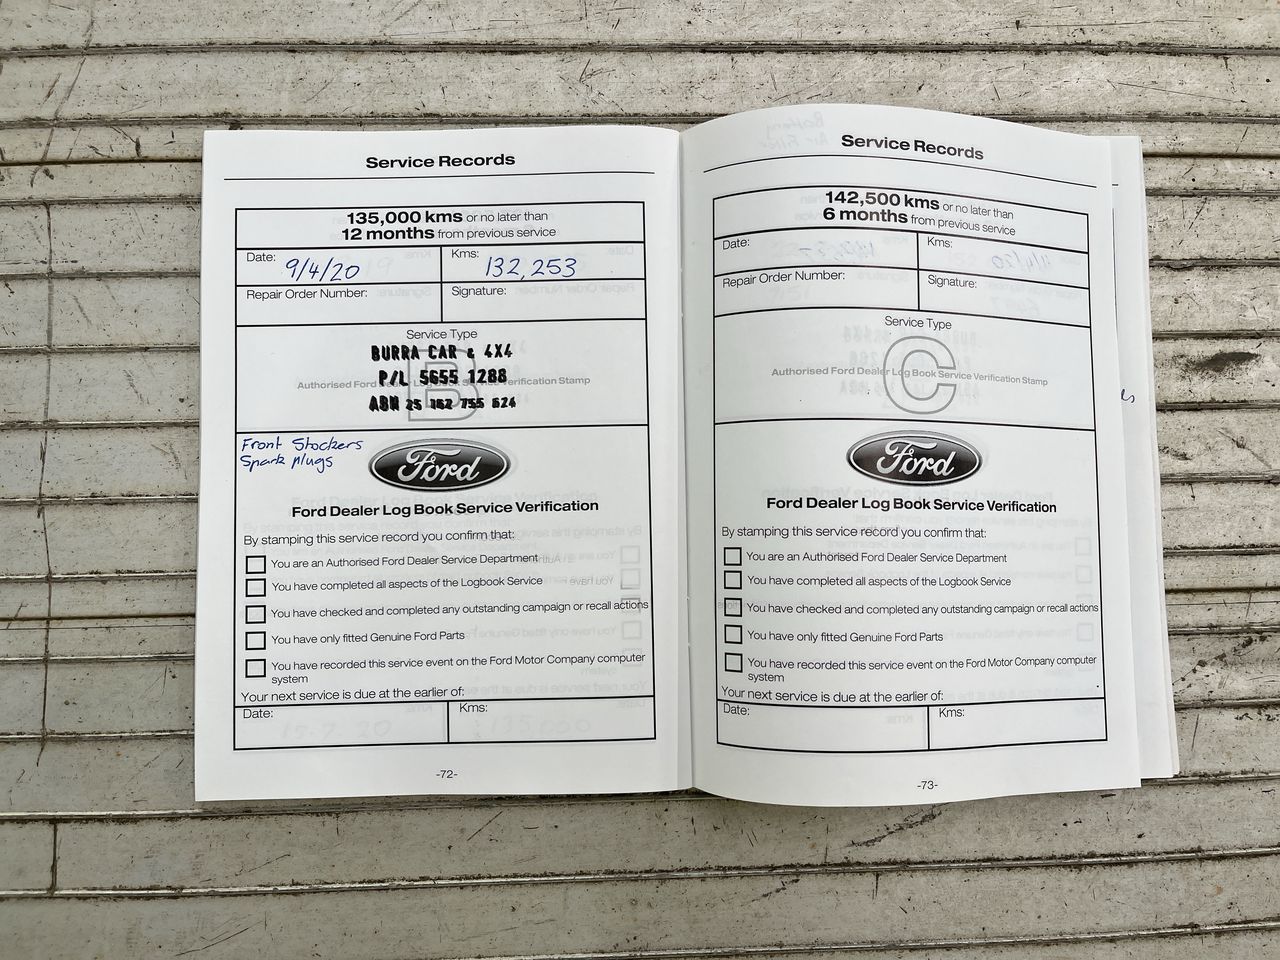 Service Records
135,000 kms or no later than
12 months from previous service
Date: 9/4/20
Kms: 132,253
Repair Order Number:
Signature:
Service Type
B
BURRA CAR & 4X4
P/L 5655 1288
Authorised Ford Dealer Log Book Service Verification Stamp
ABN 25 162 755 624
Front Shockers
Spark plugs
Ford
Ford Dealer Log Book Service Verification
By stamping this service record you confirm that:
You are an Authorised Ford Dealer Service Department
You have completed all aspects of the Logbook Service
You have checked and completed any outstanding campaign or recall actions
You have only fitted Genuine Ford Parts
You have recorded this service event on the Ford Motor Company computer
system
Your next service is due at the earlier of:
Date:
Kms:
-72-
Service Records
142,500 kms or no later than
6 months from previous service
Date:
Kms:
Repair Order Number:
Signature:
Service Type
C
Authorised Ford Dealer Log Book Service Verification Stamp
Ford
Ford Dealer Log Book Service Verification
By stamping this service record you confirm that:
You are an Authorised Ford Dealer Service Department
You have completed all aspects of the Logbook Service
You have checked and completed any outstanding campaign or recall actions
You have only fitted Genuine Ford Parts
You have recorded this service event on the Ford Motor Company computer
system
Your next service is due at the earlier of:
Date:
Kms:
-73-